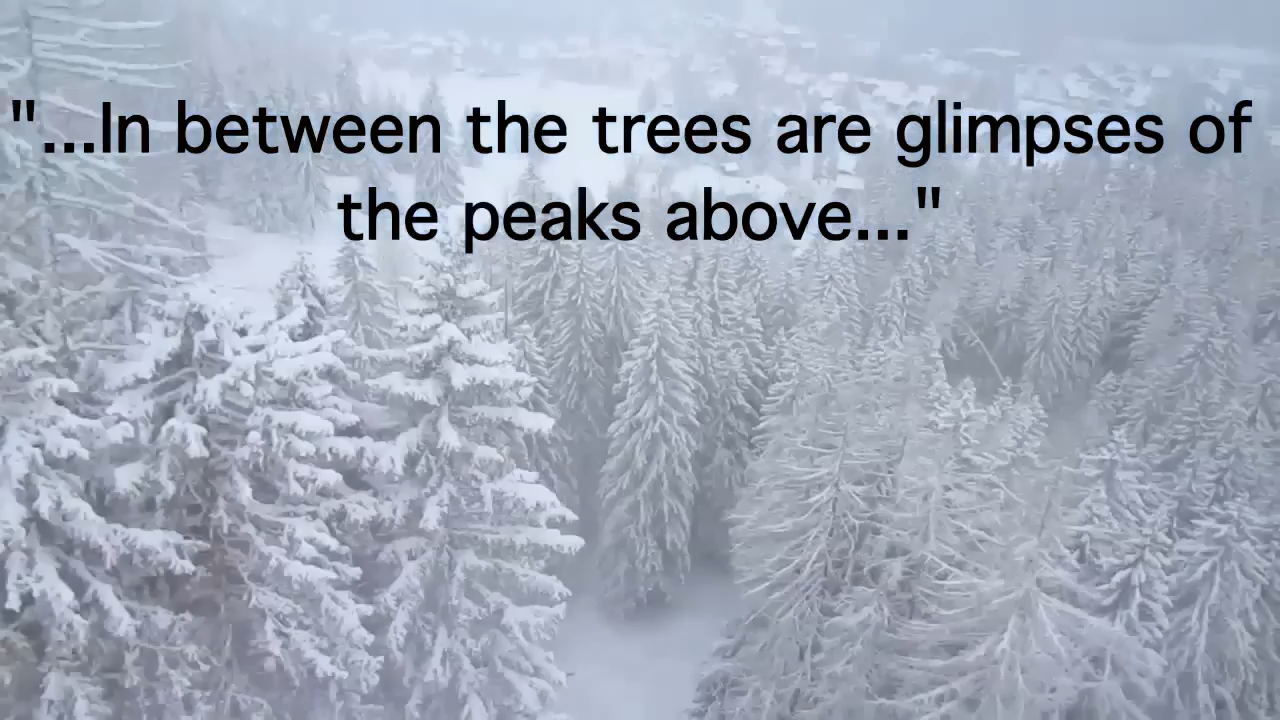 "...In between the trees are glimpses of
the peaks above..."